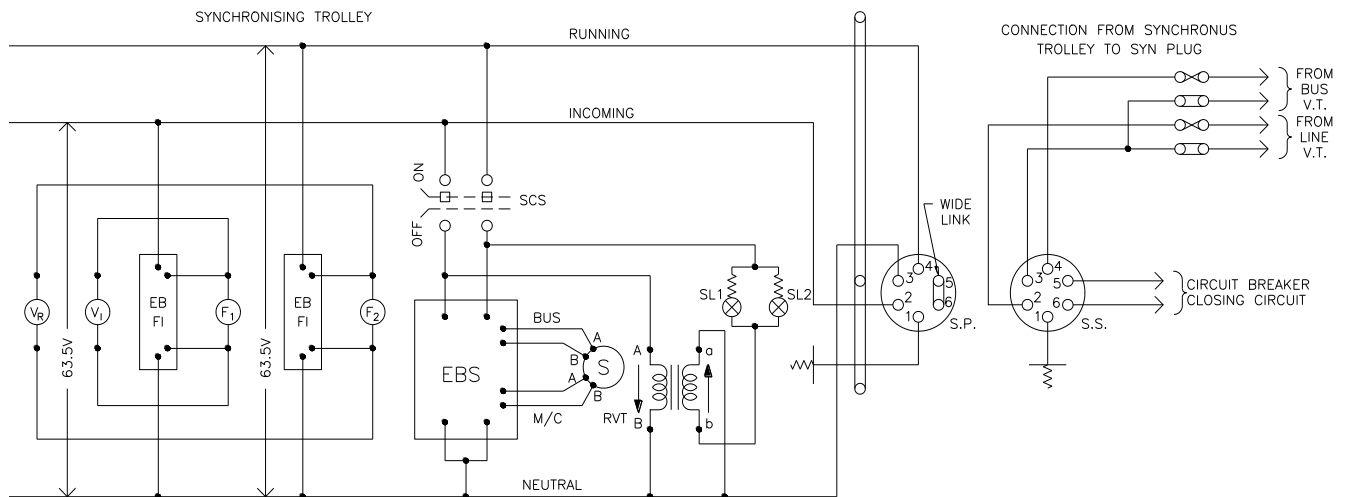 SYNCHRONISING TROLLEY
RUNNING
CONNECTION FROM SYNCHRONUS
TROLLEY TO SYN PLUG
FROM
BUS
V.T.
INCOMING
FROM
LINE
V.T.
ON
SCS
OFF
WIDE
LINK
VR
VI
EB
FI
F1
EB
FI
F2
63.5V
63.5V
BUS
A
B
S
A
B
M/C
EBS
SL1
SL2
A
B
RVT
a
b
3
4
5
2
6
1
S.P.
3
4
5
2
6
1
S.S.
CIRCUIT BREAKER
CLOSING CIRCUIT
NEUTRAL